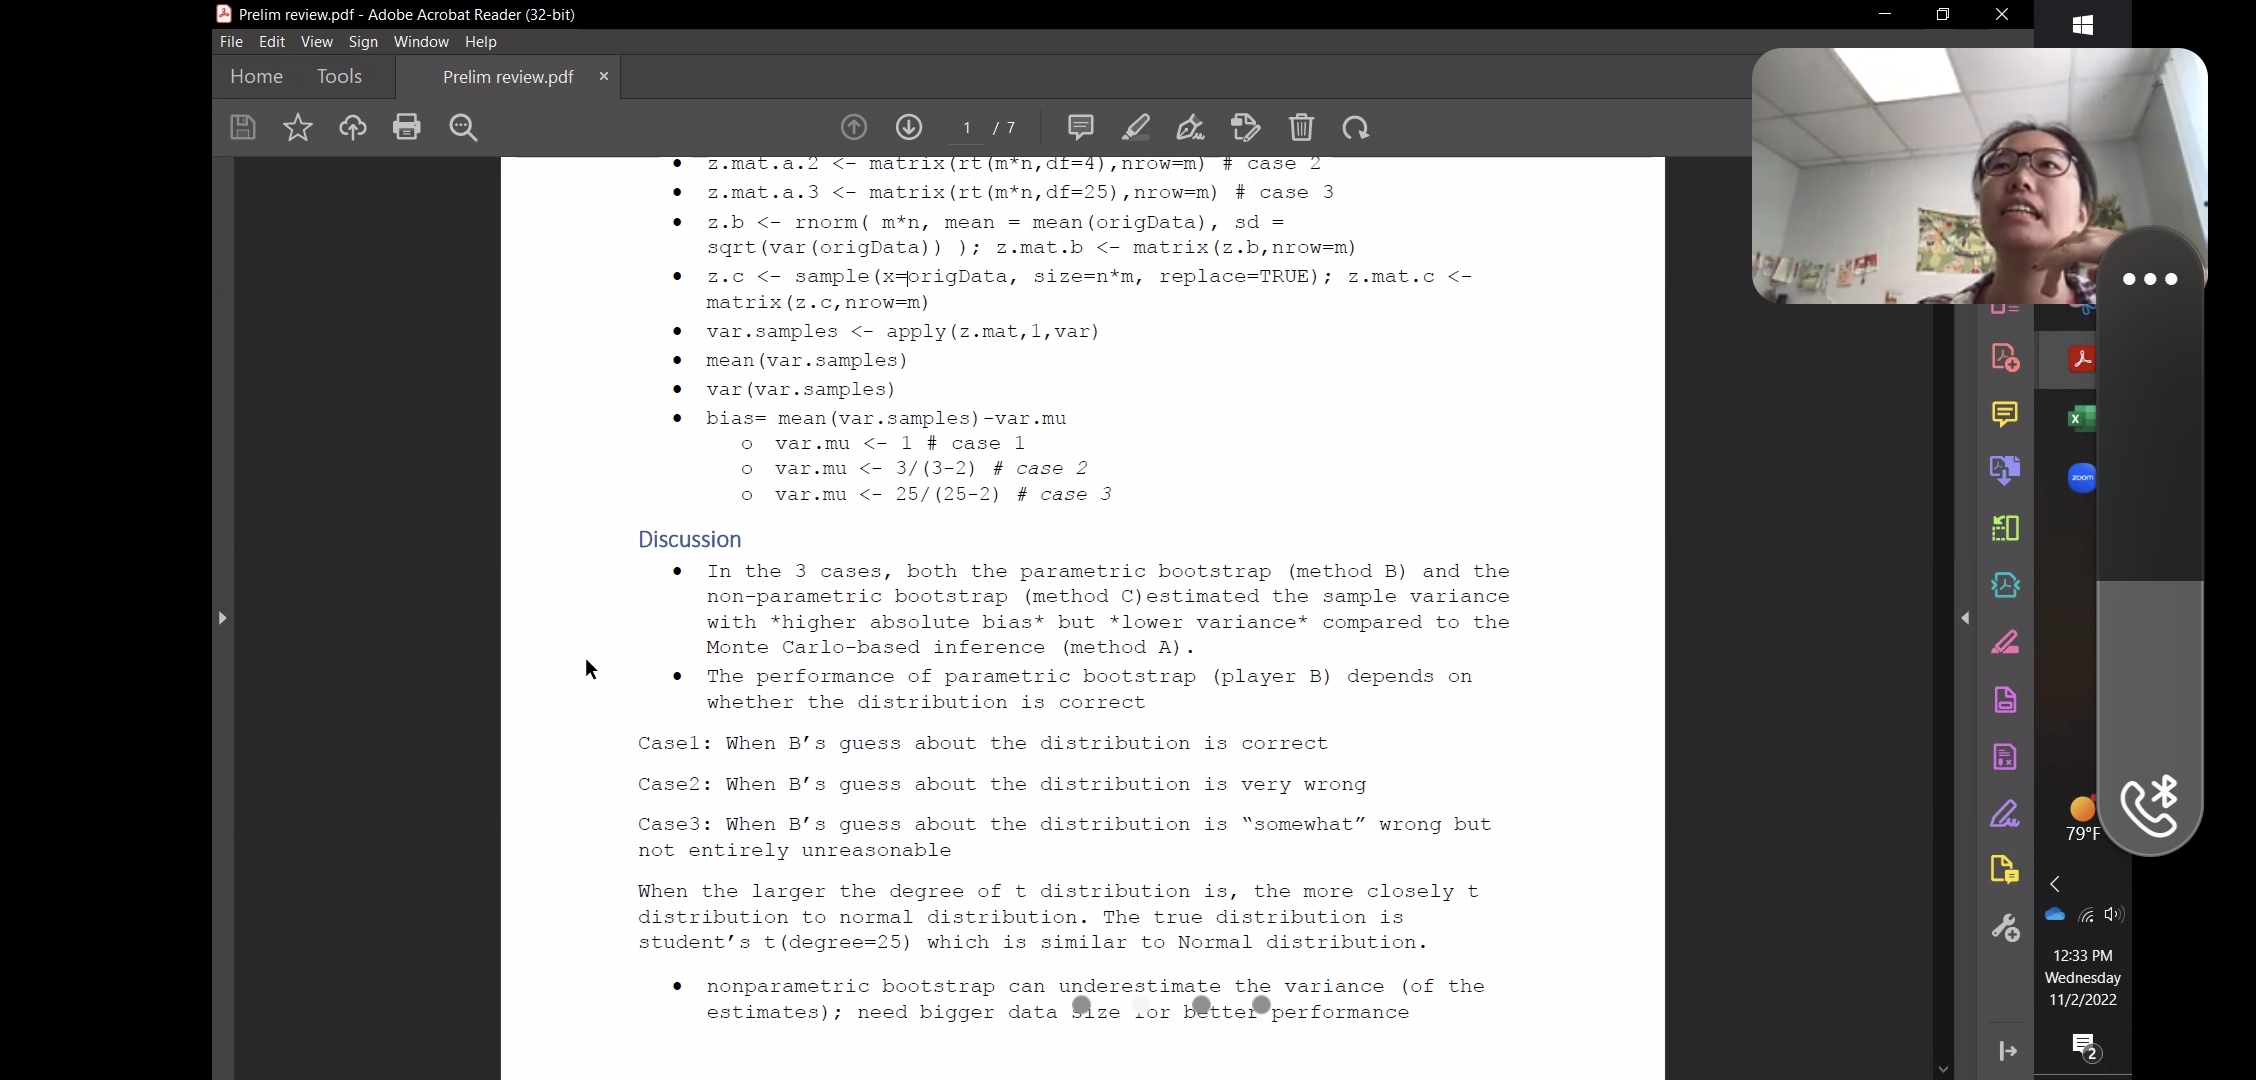 Prelim review.pdf - Adobe Acrobat Reader (32-bit)
File Edit View Sign Window Help
Home Tools Prelim review.pdf ×
1 / 7
• z.mat.a.2 <- matrix(rt(m*n,df=4),nrow=m) # case 2
• z.mat.a.3 <- matrix(rt(m*n,df=25),nrow=m) # case 3
• z.b <- rnorm( m*n, mean = mean(origData), sd =
sqrt(var(origData)) ); z.mat.b <- matrix(z.b,nrow=m)
• z.c <- sample(x=origData, size=n*m, replace=TRUE); z.mat.c <-
matrix(z.c,nrow=m)
• var.samples <- apply(z.mat,1,var)
• mean(var.samples)
• var(var.samples)
• bias= mean(var.samples)-var.mu
o var.mu <- 1 # case 1
o var.mu <- 3/(3-2) # case 2
o var.mu <- 25/(25-2) # case 3
Discussion
• In the 3 cases, both the parametric bootstrap (method B) and the
non-parametric bootstrap (method C)estimated the sample variance
with *higher absolute bias* but *lower variance* compared to the
Monte Carlo-based inference (method A).
• The performance of parametric bootstrap (player B) depends on
whether the distribution is correct
Case1: When B’s guess about the distribution is correct
Case2: When B’s guess about the distribution is very wrong
Case3: When B’s guess about the distribution is “somewhat” wrong but
not entirely unreasonable
When the larger the degree of t distribution is, the more closely t
distribution to normal distribution. The true distribution is
student’s t(degree=25) which is similar to Normal distribution.
• nonparametric bootstrap can underestimate the variance (of the
estimates); need bigger data size for better performance
zoom
79°F
12:33 PM
Wednesday
11/2/2022
2